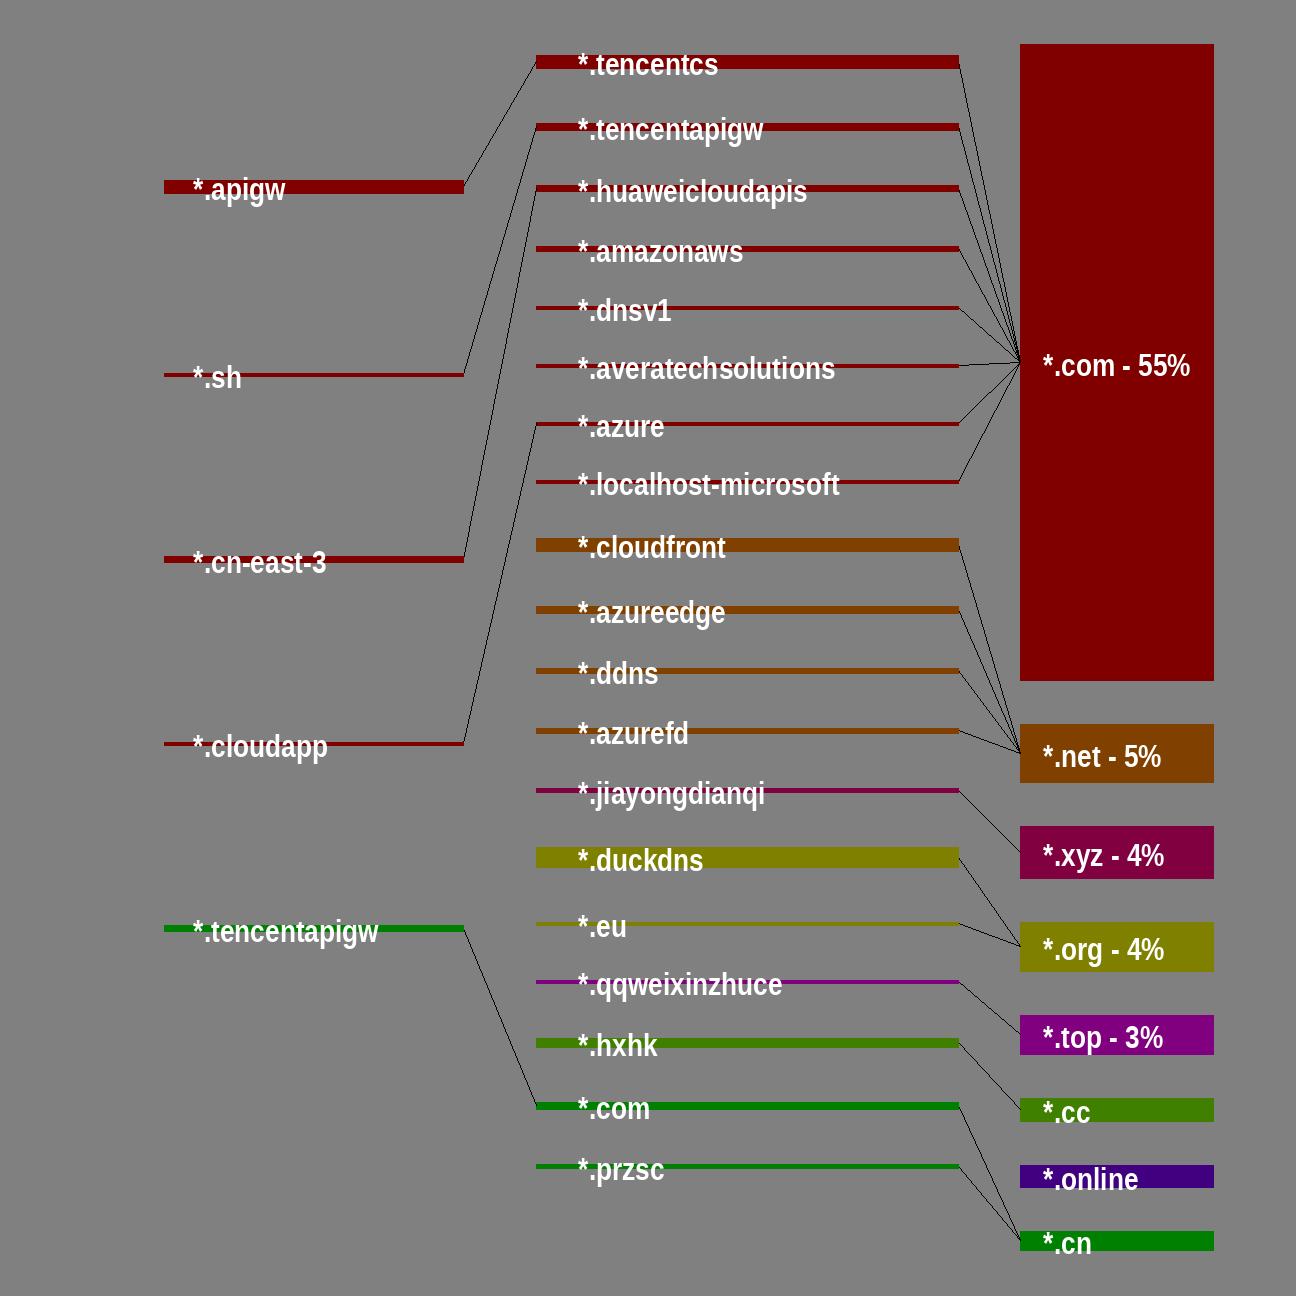 *.apigw
*.sh
*.cn-east-3
*.cloudapp
*.tencentapigw
*.tencentcs
*.tencentapigw
*.huaweicloudapis
*.amazonaws
*.dnsv1
*.averatechsolutions
*.azure
*.localhost-microsoft
*.cloudfront
*.azureedge
*.ddns
*.azurefd
*.jiayongdianqi
*.duckdns
*.eu
*.qqweixinzhuce
*.hxhk
*.com
*.przsc
*.com - 55%
*.net - 5%
*.xyz - 4%
*.org - 4%
*.top - 3%
*.cc
*.online
*.cn